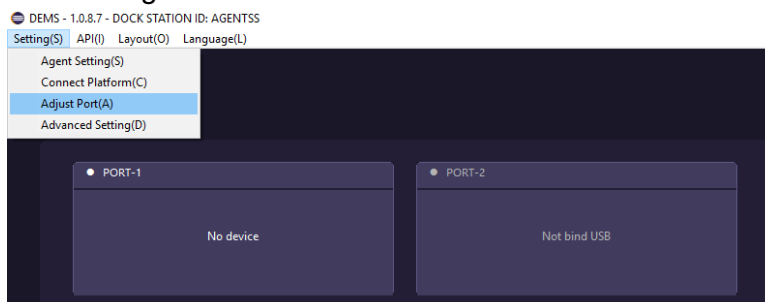 DEMS - 1.0.8.7 - DOCK STATION ID: AGENTSS
Setting(S) API(I) Layout(O) Language(L)
Agent Setting(S)
Connect Platform(C)
Adjust Port(A)
Advanced Setting(D)
PORT-1 PORT-2
No device Not bind USB